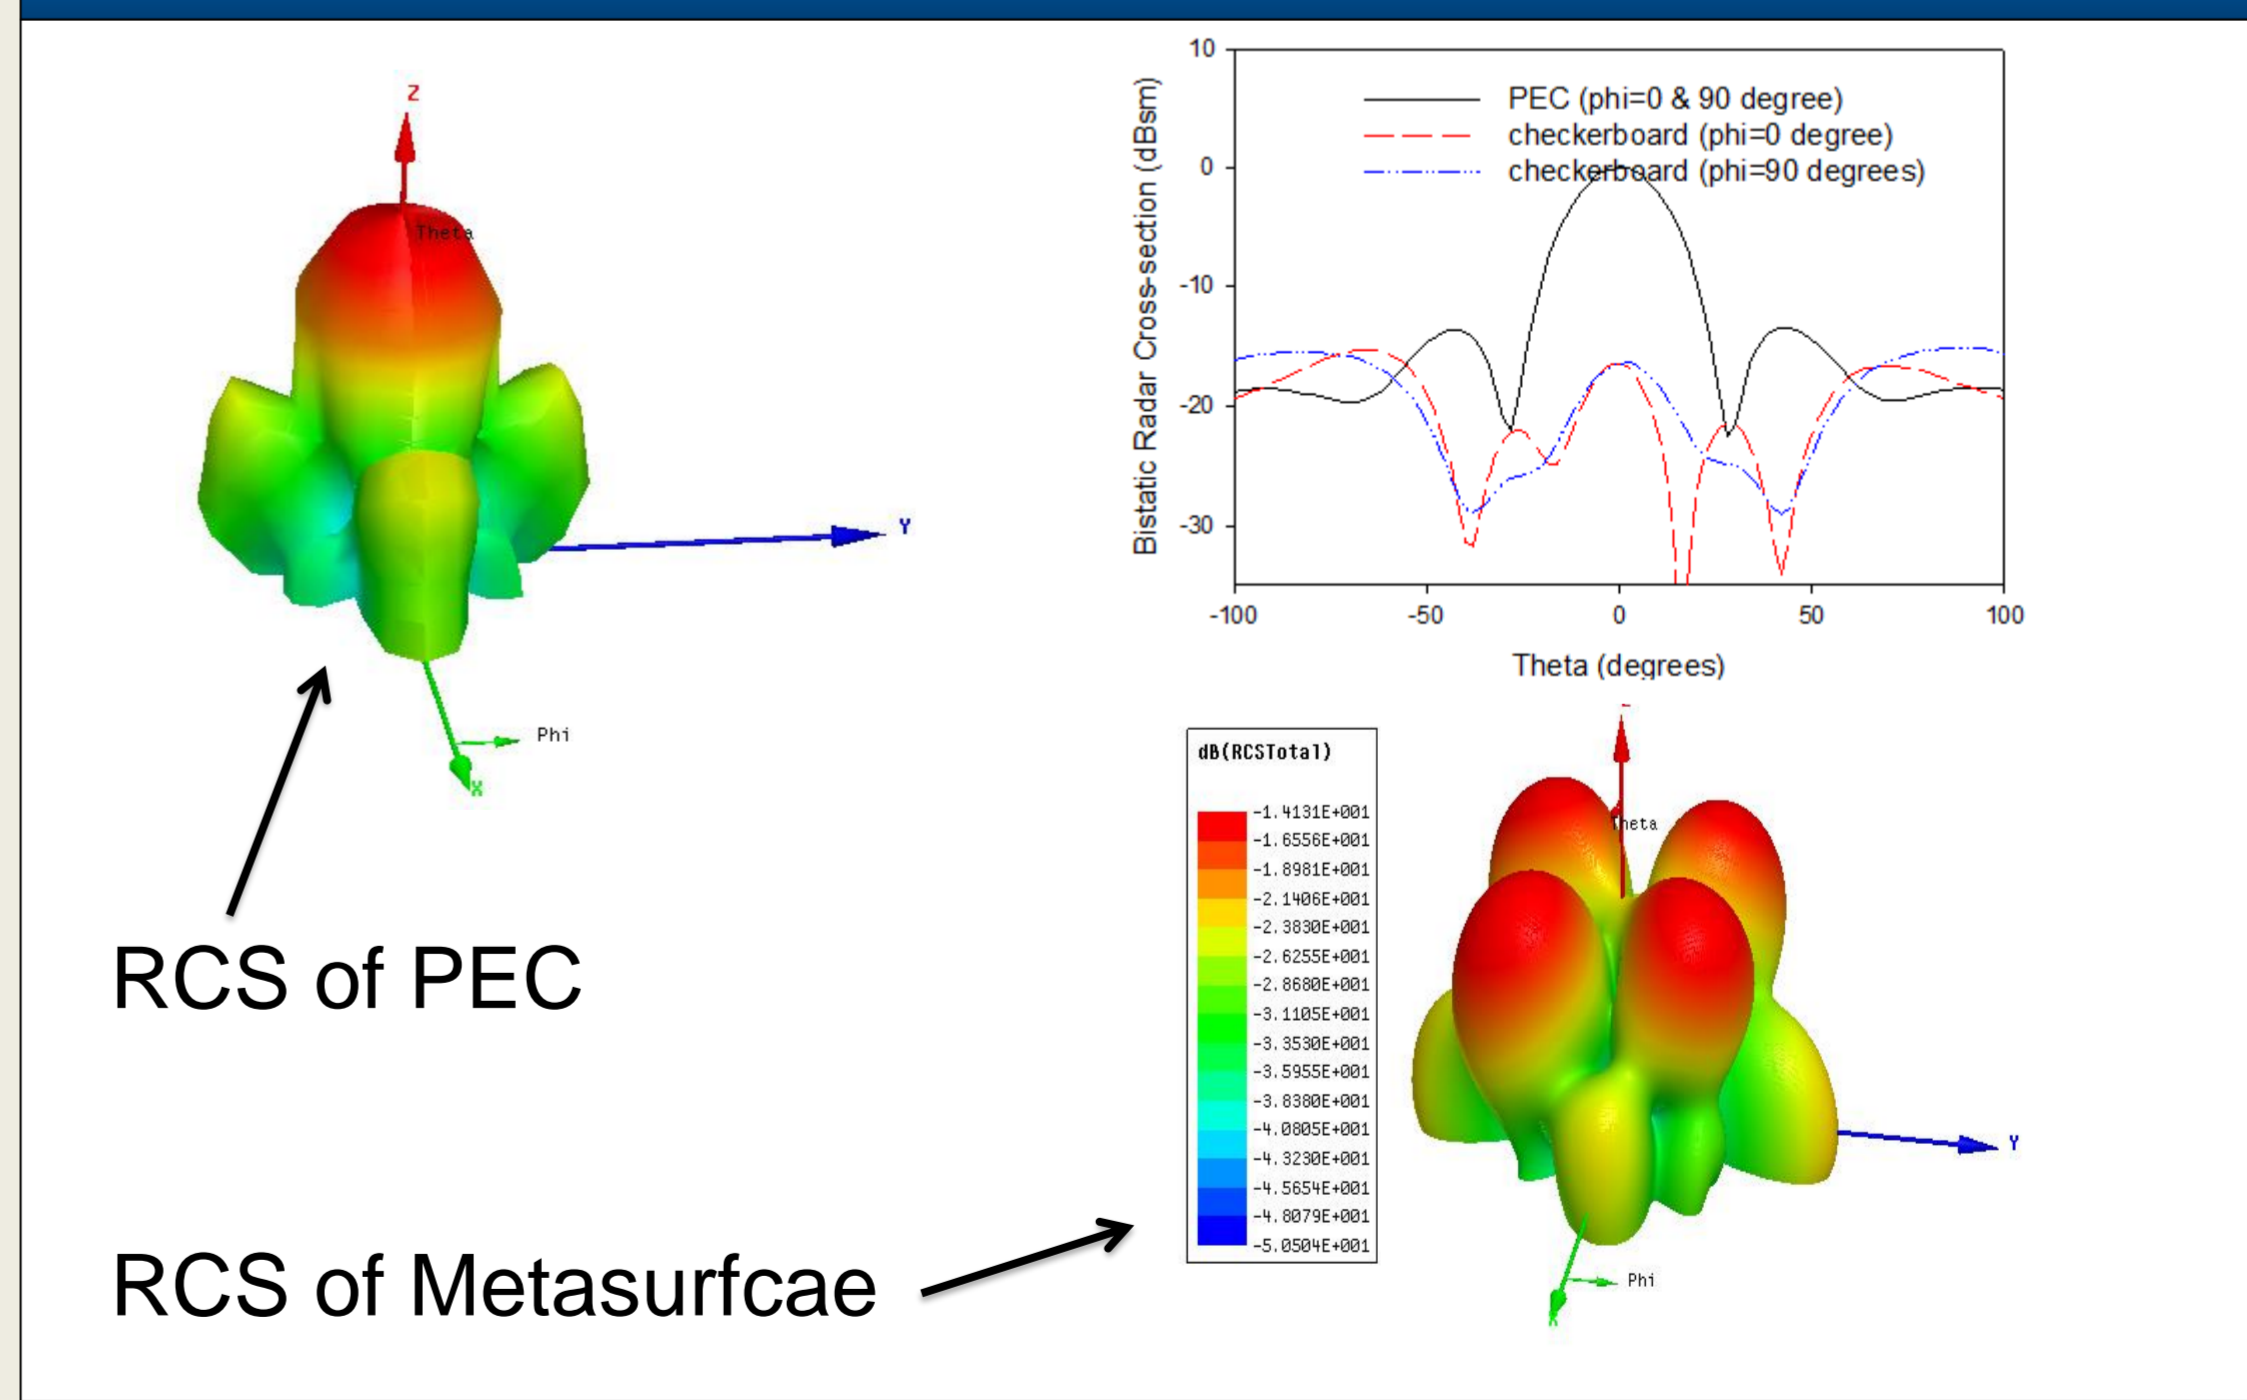 Z
Theta
Y
Phi
X
RCS of PEC
RCS of Metasurfcae
10
0
-10
-20
-30
Bistatic Radar Cross-section (dBsm)
PEC (phi=0 & 90 degree)
checkerboard (phi=0 degree)
checkerboard (phi=90 degrees)
-100
-50
0
50
100
Theta (degrees)
dB(RCSTotal)
-1.4131E+001
-1.6556E+001
-1.8981E+001
-2.1406E+001
-2.3830E+001
-2.6255E+001
-2.8680E+001
-3.1105E+001
-3.3530E+001
-3.5955E+001
-3.8380E+001
-4.0805E+001
-4.3230E+001
-4.5654E+001
-4.8079E+001
-5.0504E+001
Theta
Y
Phi
X